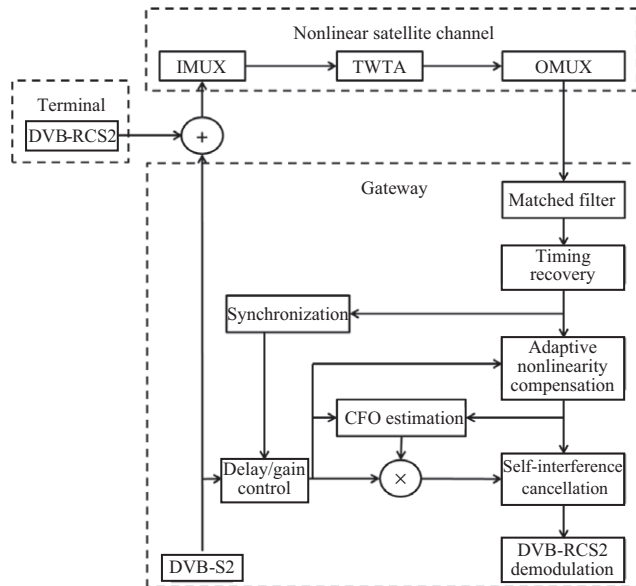 Nonlinear satellite channel
IMUX
TWTA
OMUX
Terminal
DVB-RCS2
+
Gateway
Matched filter
Timing
recovery
Synchronization
Adaptive
nonlinearity
compensation
CFO estimation
Delay/gain
control
×
Self-interference
cancellation
DVB-S2
DVB-RCS2
demodulation